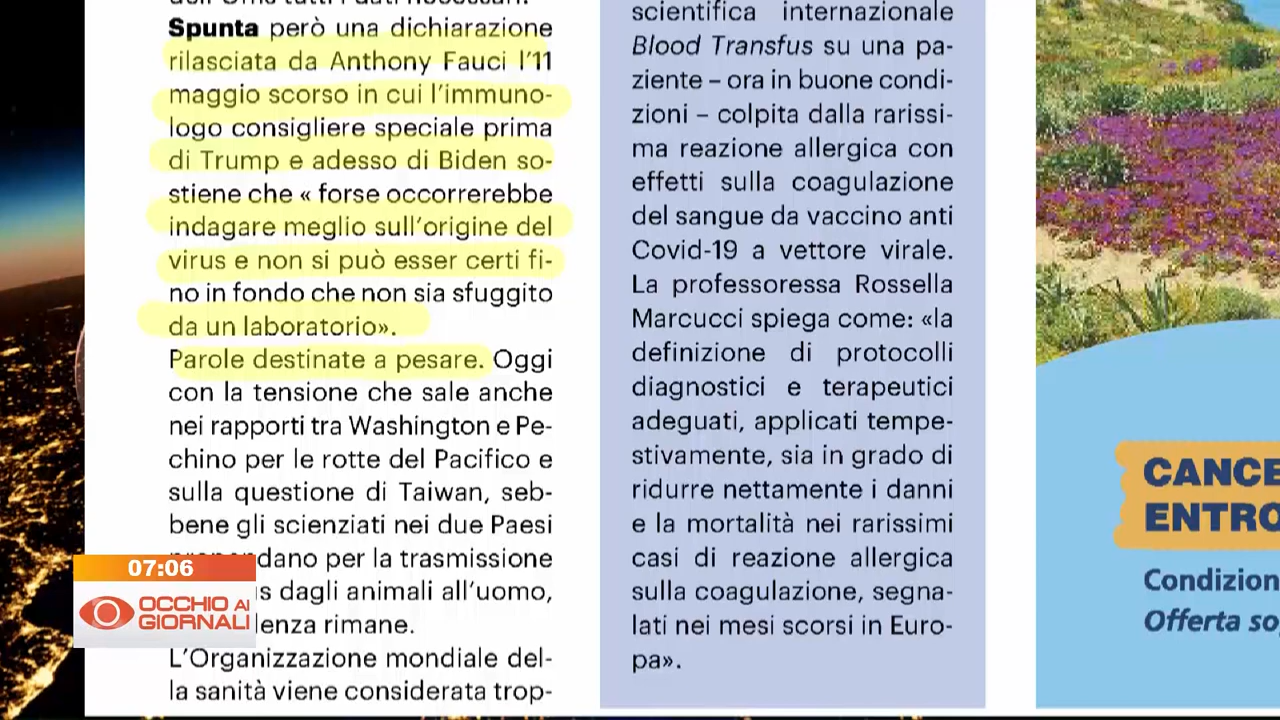 dell'Oms tutti i dati necessari.
Spunta però una dichiarazione
rilasciata da Anthony Fauci l'11
maggio scorso in cui l'immuno-
logo consigliere speciale prima
di Trump e adesso di Biden so-
stiene che « forse occorrerebbe
indagare meglio sull'origine del
virus e non si può esser certi fi-
no in fondo che non sia sfuggito
da un laboratorio».
Parole destinate a pesare. Oggi
con la tensione che sale anche
nei rapporti tra Washington e Pe-
chino per le rotte del Pacifico e
sulla questione di Taiwan, seb-
bene gli scienziati nei due Paesi
dano per la trasmissione
s dagli animali all'uomo,
lenza rimane.
L'Organizzazione mondiale del-
la sanità viene considerata trop-
scientifica internazionale
Blood Transfus su una pa-
ziente – ora in buone condi-
zioni – colpita dalla rarissi-
ma reazione allergica con
effetti sulla coagulazione
del sangue da vaccino anti
Covid-19 a vettore virale.
La professoressa Rossella
Marcucci spiega come: «la
definizione di protocolli
diagnostici e terapeutici
adeguati, applicati tempe-
stivamente, sia in grado di
ridurre nettamente i danni
e la mortalità nei rarissimi
casi di reazione allergica
sulla coagulazione, segna-
lati nei mesi scorsi in Euro-
pa».
CANCE
ENTRO
Condizion
Offerta so
07:06
OCCHIO AI
GIORNALI